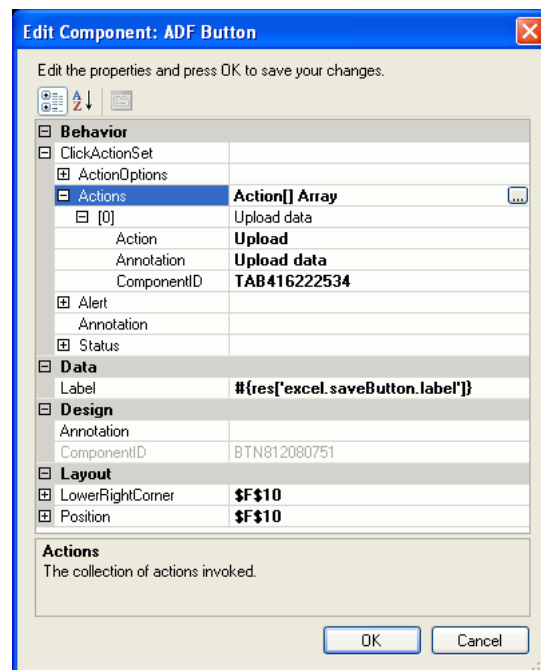 Edit Component: ADF Button
Edit the properties and press OK to save your changes.
Behavior
ClickActionSet
ActionOptions
Actions Action[] Array ...
[0] Upload data
Action Upload
Annotation Upload data
ComponentID TAB416222534
Alert
Annotation
Status
Data
Label #{res['excel.saveButton.label']}
Design
Annotation
ComponentID BTN812080751
Layout
LowerRightCorner $F$10
Position $F$10
Actions
The collection of actions invoked.
OK Cancel